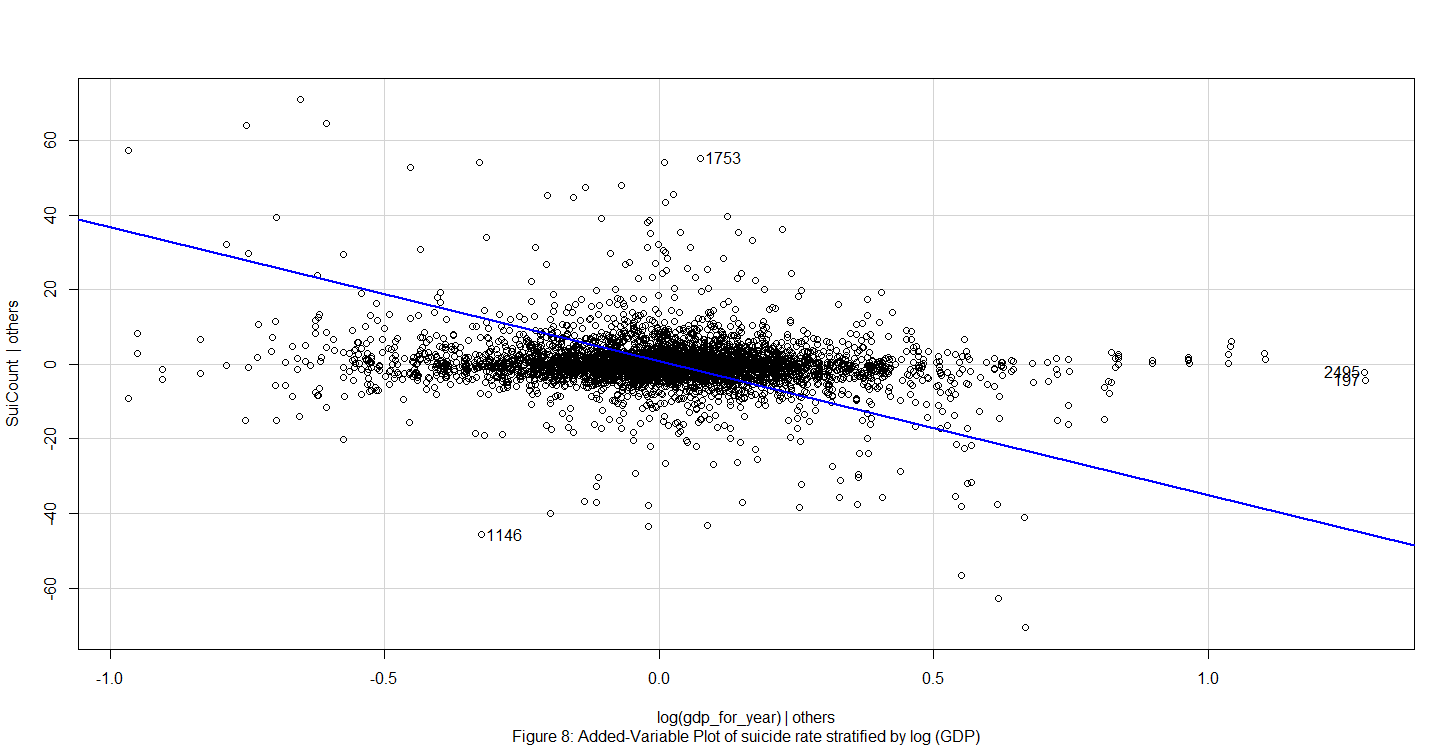 60
40
20
0
-20
-40
-60
SuiCount | others
1753
2495
197
1146
-1.0 -0.5 0.0 0.5 1.0
log(gdp_for_year) | others
Figure 8: Added-Variable Plot of suicide rate stratified by log (GDP)